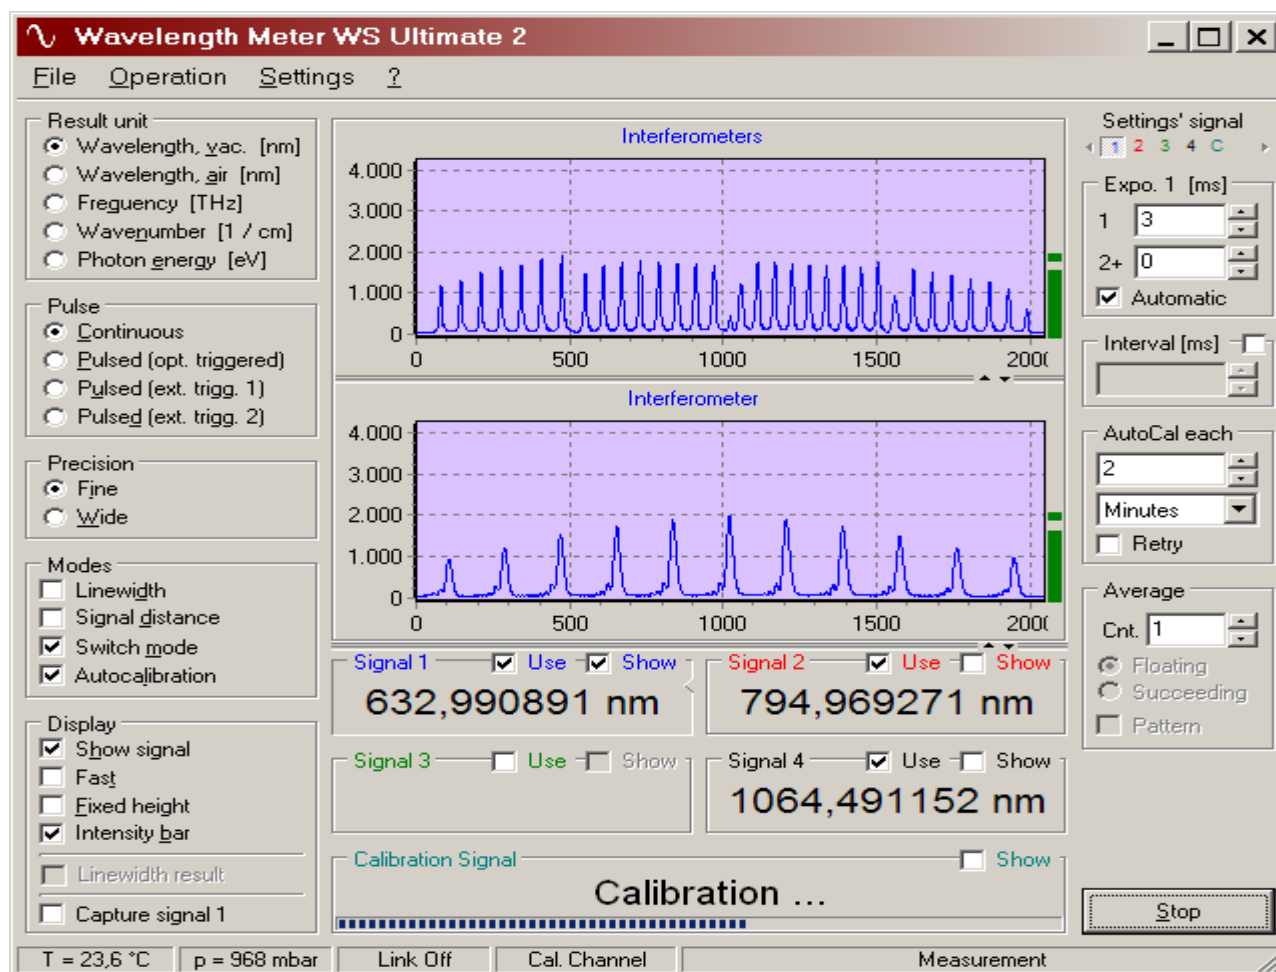 Wavelength Meter WS Ultimate 2
File Operation Settings ?
Result unit
Wavelength, vac. [nm]
Wavelength, air [nm]
Frequency [THz]
Wavenumber [1 / cm]
Photon energy [eV]
Pulse
Continuous
Pulsed (opt. triggered)
Pulsed (ext. trigg. 1)
Pulsed (ext. trigg. 2)
Precision
Fine
Wide
Modes
Linewidth
Signal distance
Switch mode
Autocalibration
Display
Show signal
Fast
Fixed height
Intensity bar
Linewidth result
Capture signal 1
Interferometers
4.000
3.000
2.000
1.000
0
0 500 1000 1500 200(
Interferometer
4.000
3.000
2.000
1.000
0
0 500 1000 1500 200(
Signal 1 Use Show
632,990891 nm
Signal 2 Use Show
794,969271 nm
Signal 3 Use Show
Signal 4 Use Show
1064,491152 nm
Calibration Signal Show
Calibration ...
Settings' signal
1 2 3 4 C
Expo. 1 [ms]
1 3
2+ 0
Automatic
Interval [ms]
AutoCal each
2
Minutes
Retry
Average
Cnt. 1
Floating
Succeeding
Pattern
Stop
T = 23,6 °C p = 968 mbar Link Off Cal. Channel Measurement